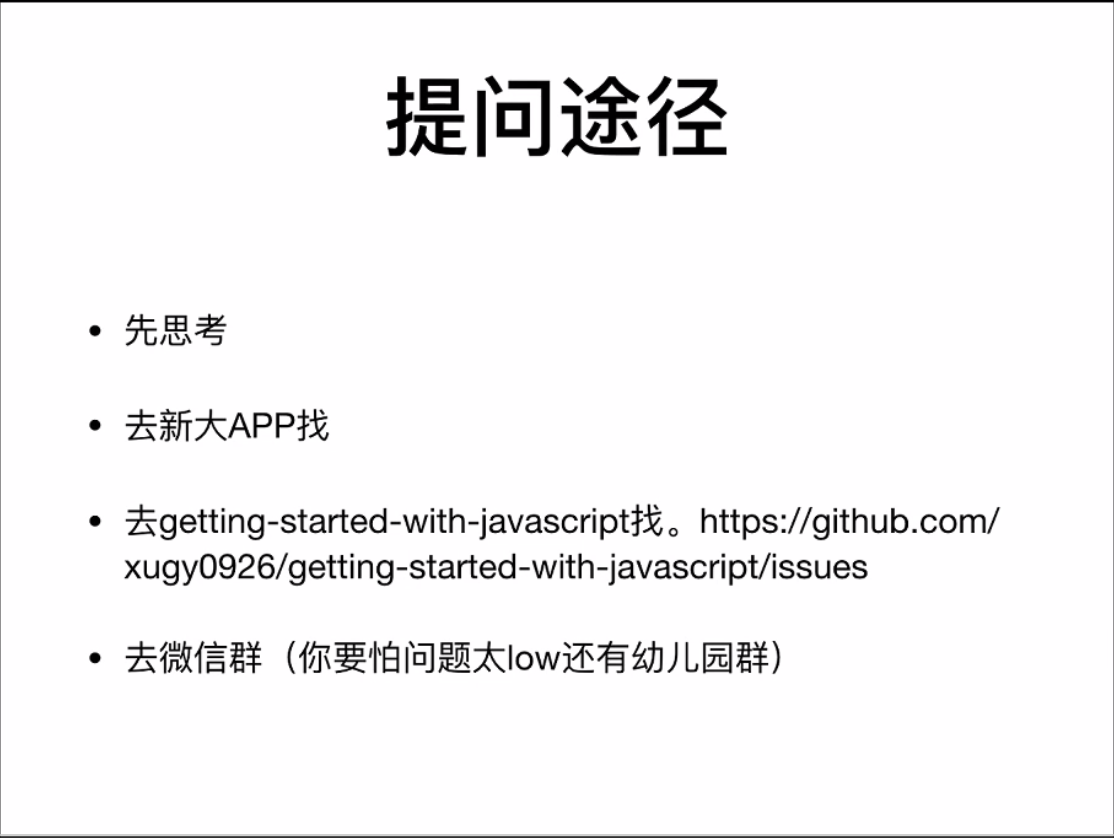 提问途径
• 先思考
• 去新大APP找
• 去getting-started-with-javascript找。https://github.com/
xugy0926/getting-started-with-javascript/issues
• 去微信群（你要怕问题太low还有幼儿园群）